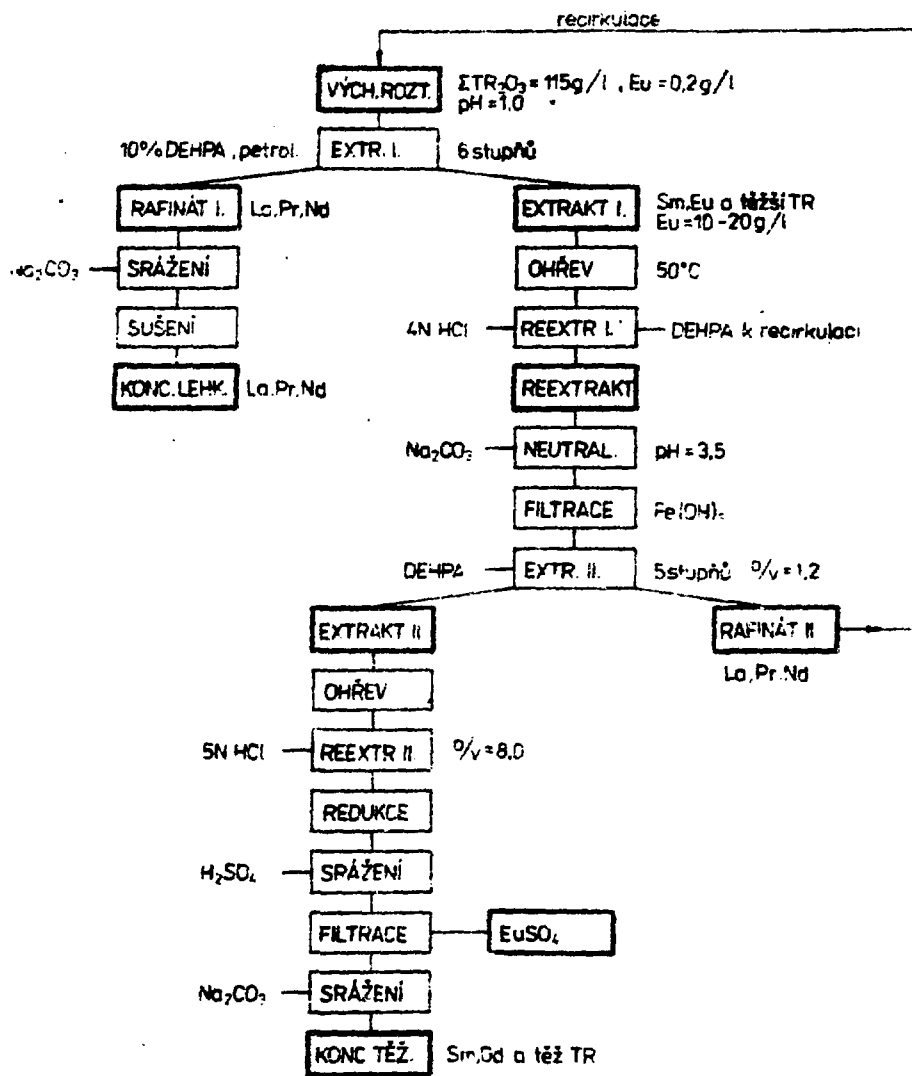 recirkulace
VÝCH. ROZT.
ΣTR₂O₃ = 115 g/l , Eu = 0,2 g/l
pH = 1,0
10% DEHPA , petrol.
EXTR. I.
6 stupňů
RAFINÁT I.
La,Pr,Nd
EXTRAKT I.
Sm,Eu a těžší TR
Eu = 10-20 g/l
Na₂CO₃
SRÁŽENÍ
OHŘEV
50°C
SUŠENÍ
4N HCl
REEXTR I.
DEHPA k recirkulaci
KONC. LEHK.
La,Pr,Nd
REEXTRAKT
Na₂CO₃
NEUTRAL.
pH = 3,5
FILTRACE
Fe(OH)₃
DEHPA
EXTR. II.
5 stupňů o/v = 1,2
EXTRAKT II
RAFINÁT II
La,Pr,Nd
OHŘEV
5N HCl
REEXTR II.
o/v = 8,0
REDUKCE
H₂SO₄
SRÁŽENÍ
FILTRACE
EuSO₄
Na₂CO₃
SRÁŽENÍ
KONC TĚŽ.
Sm,Gd a těž TR